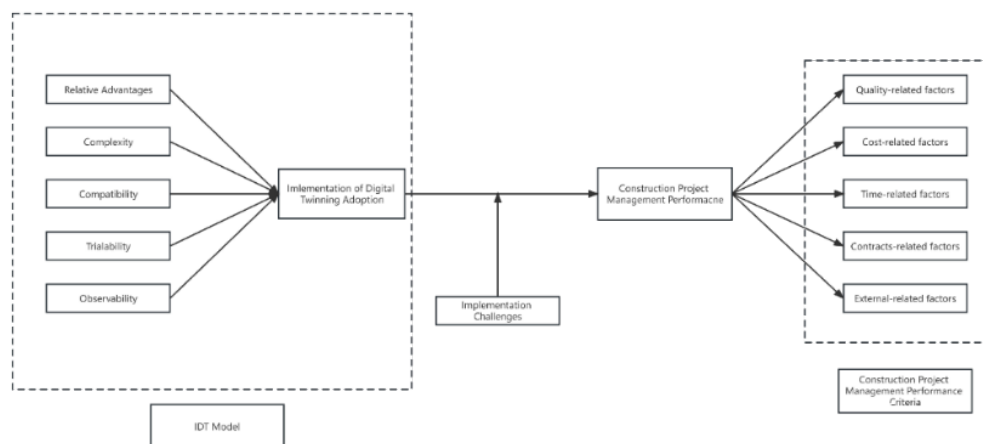 Relative Advantages
Complexity
Compatibility
Trialability
Observability
Imlementation of Digital
Twinning Adoption
IDT Model
Implementation
Challenges
Construction Project
Management Performacne
Quality-related factors
Cost-related factors
Time-related factors
Contracts-related factors
External-related factors
Construction Project
Management Performance
Criteria